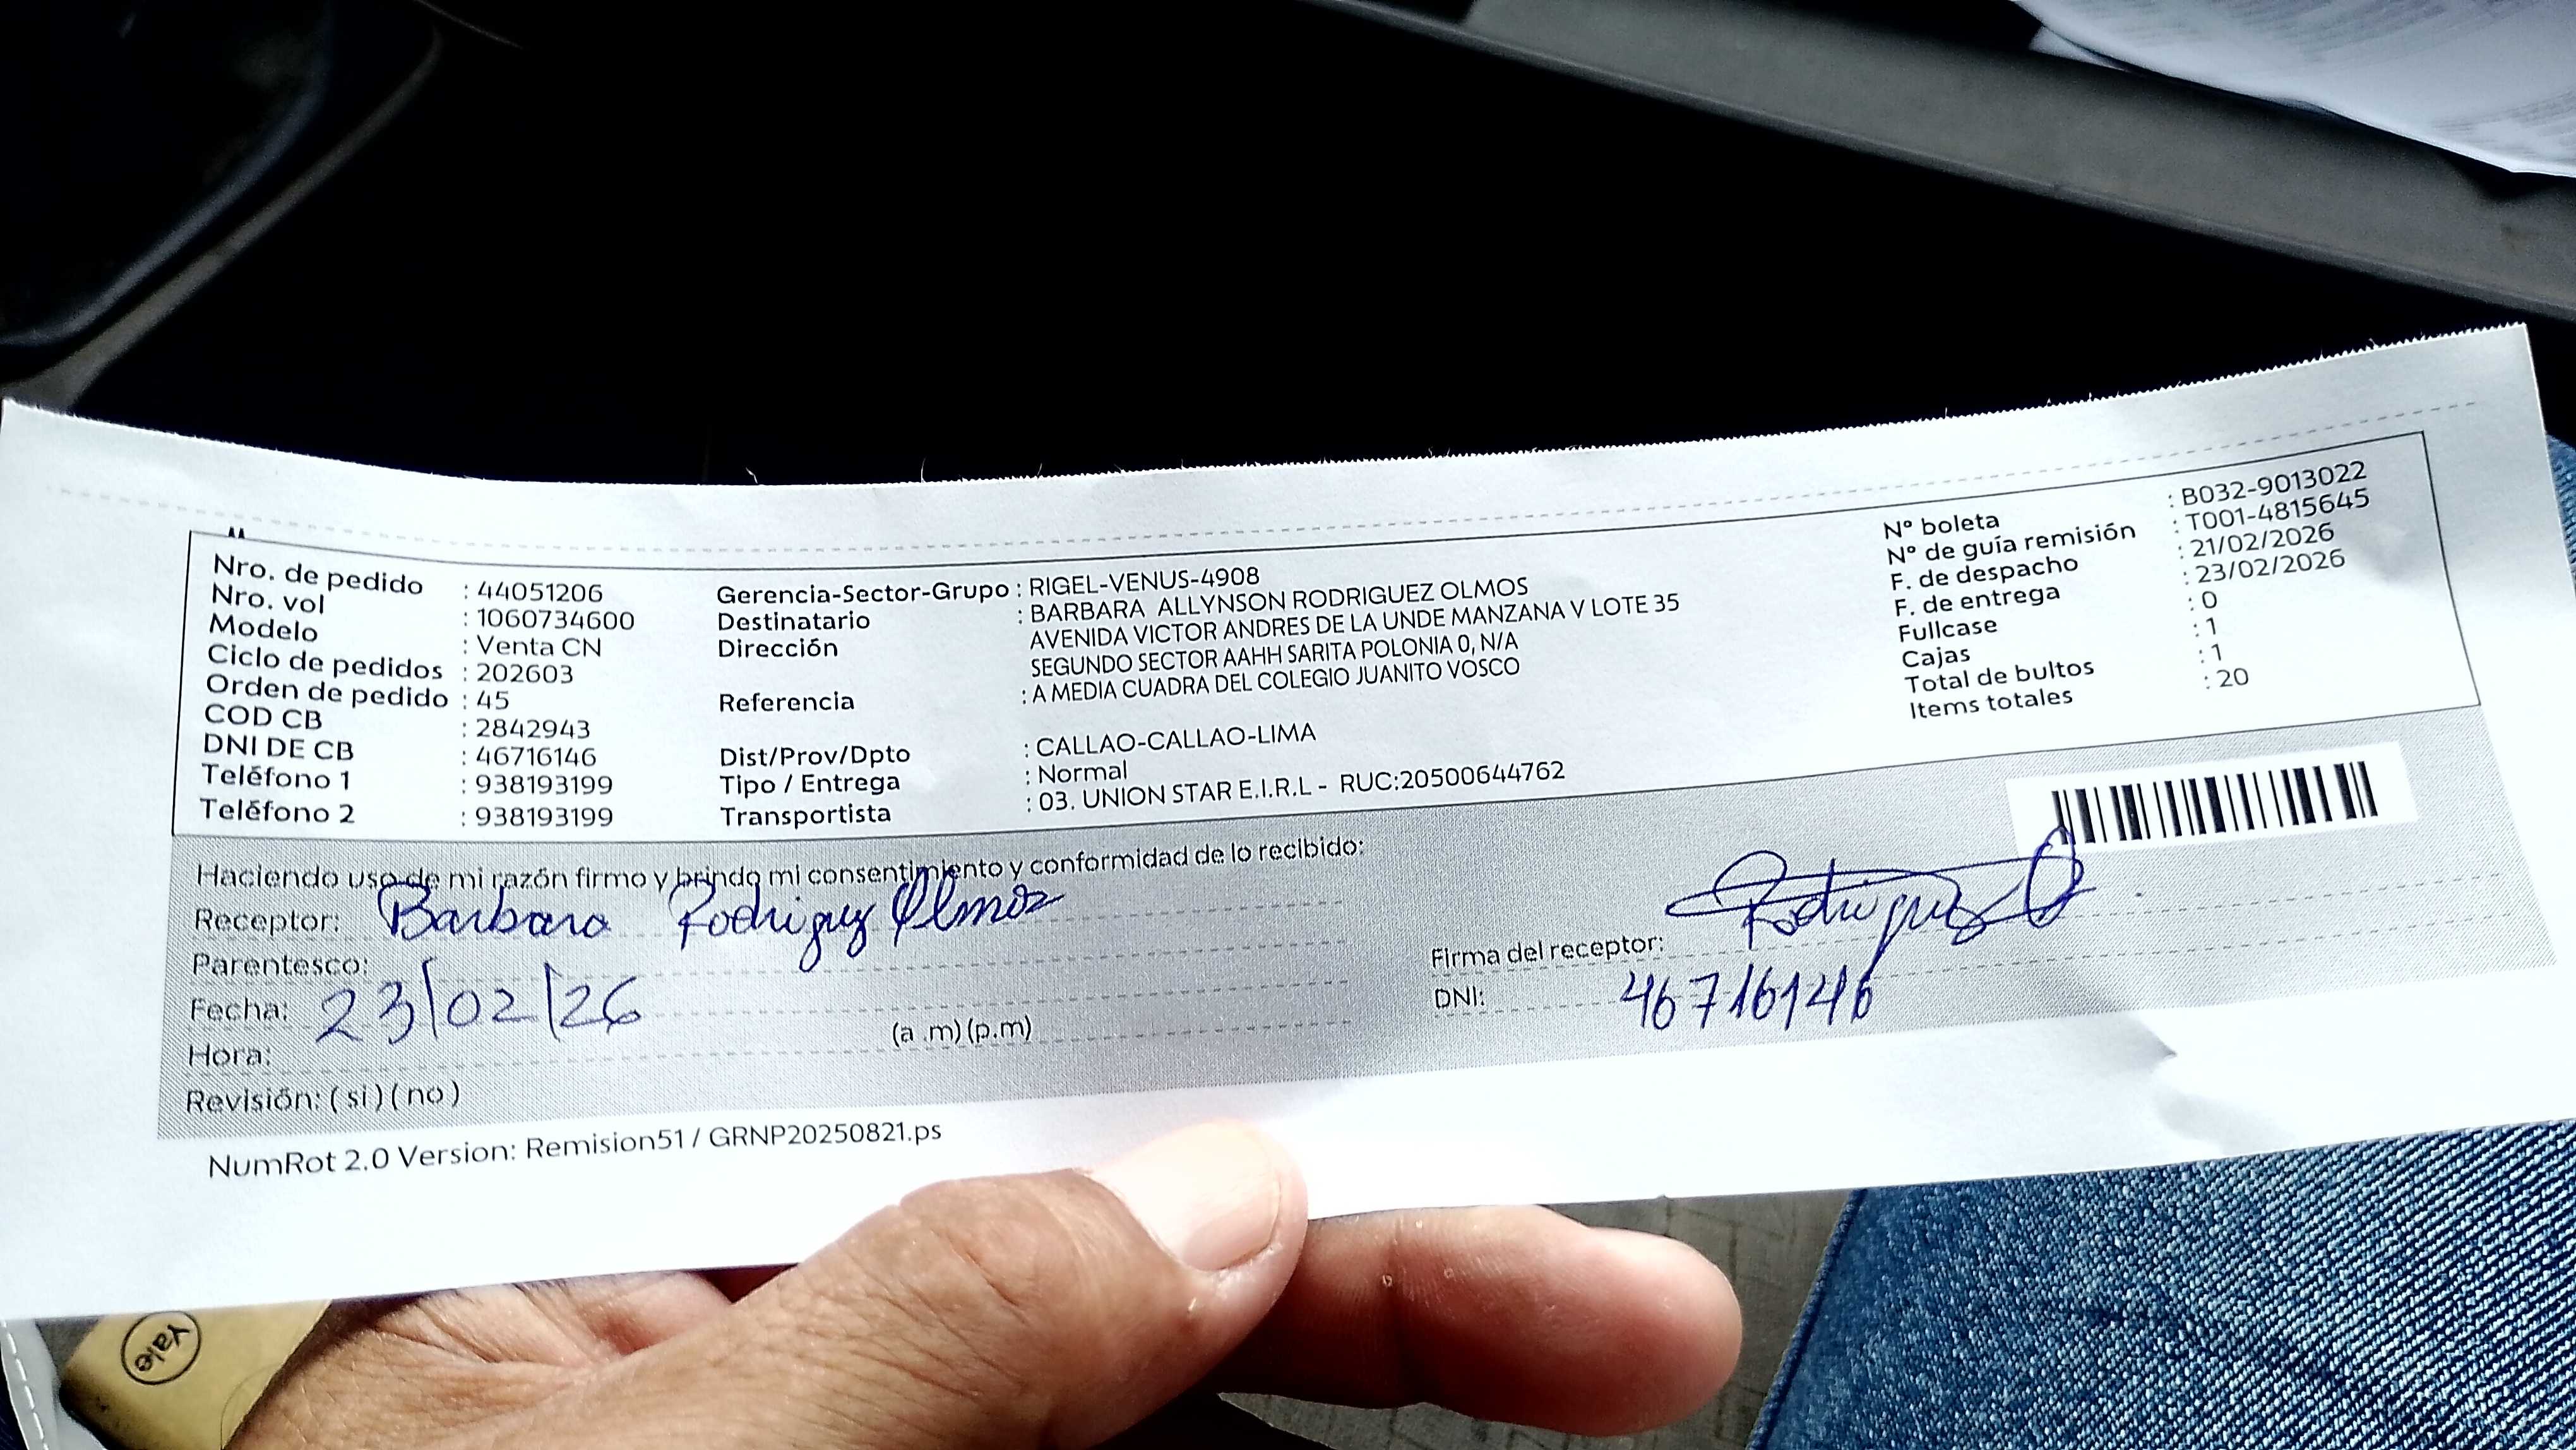 Nro. de pedido : 44051206
Nro. vol : 1060734600
Modelo : Venta CN
Ciclo de pedidos : 202603
Orden de pedido : 45
COD CB : 2842943
DNI DE CB : 46716146
Teléfono 1 : 938193199
Teléfono 2 : 938193199
Gerencia-Sector-Grupo : RIGEL-VENUS-4908
Destinatario : BARBARA ALLYNSON RODRIGUEZ OLMOS
Dirección AVENIDA VICTOR ANDRES DE LA UNDE MANZANA V LOTE 35
SEGUNDO SECTOR AAHH SARITA POLONIA 0, N/A
Referencia : A MEDIA CUADRA DEL COLEGIO JUANITO VOSCO
Dist/Prov/Dpto : CALLAO-CALLAO-LIMA
Tipo / Entrega : Normal
Transportista : 03. UNION STAR E.I.R.L - RUC:20500644762
N° boleta : B032-9013022
N° de guía remisión : T001-4815645
F. de despacho : 21/02/2026
F. de entrega : 23/02/2026
Fullcase : 0
Cajas : 1
Total de bultos : 1
Items totales : 20
Haciendo uso de mi razón firmo y brindo mi consentimiento y conformidad de lo recibido:
Receptor: Barbara Rodriguez Olmos
Parentesco:
Fecha: 23/02/26
Hora: (a .m) (p.m)
Revisión: ( si ) ( no )
Firma del receptor: Rodriguez O
DNI: 46716146
NumRot 2.0 Version: Remision51 / GRNP20250821.ps
Yale